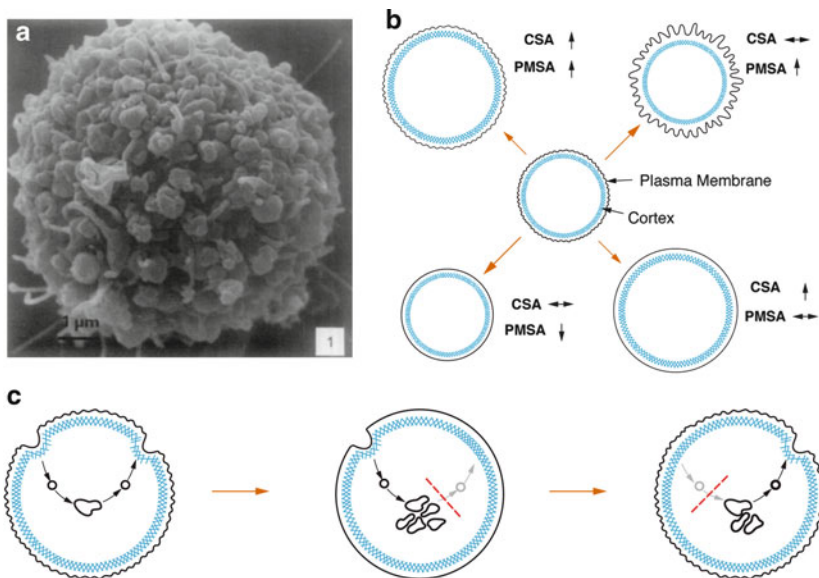 a
1 µm
1
b
CSA ↑
PMSA ↑
CSA ↔
PMSA ↑
Plasma Membrane
Cortex
CSA ↔
PMSA ↓
CSA ↑
PMSA ↔
c